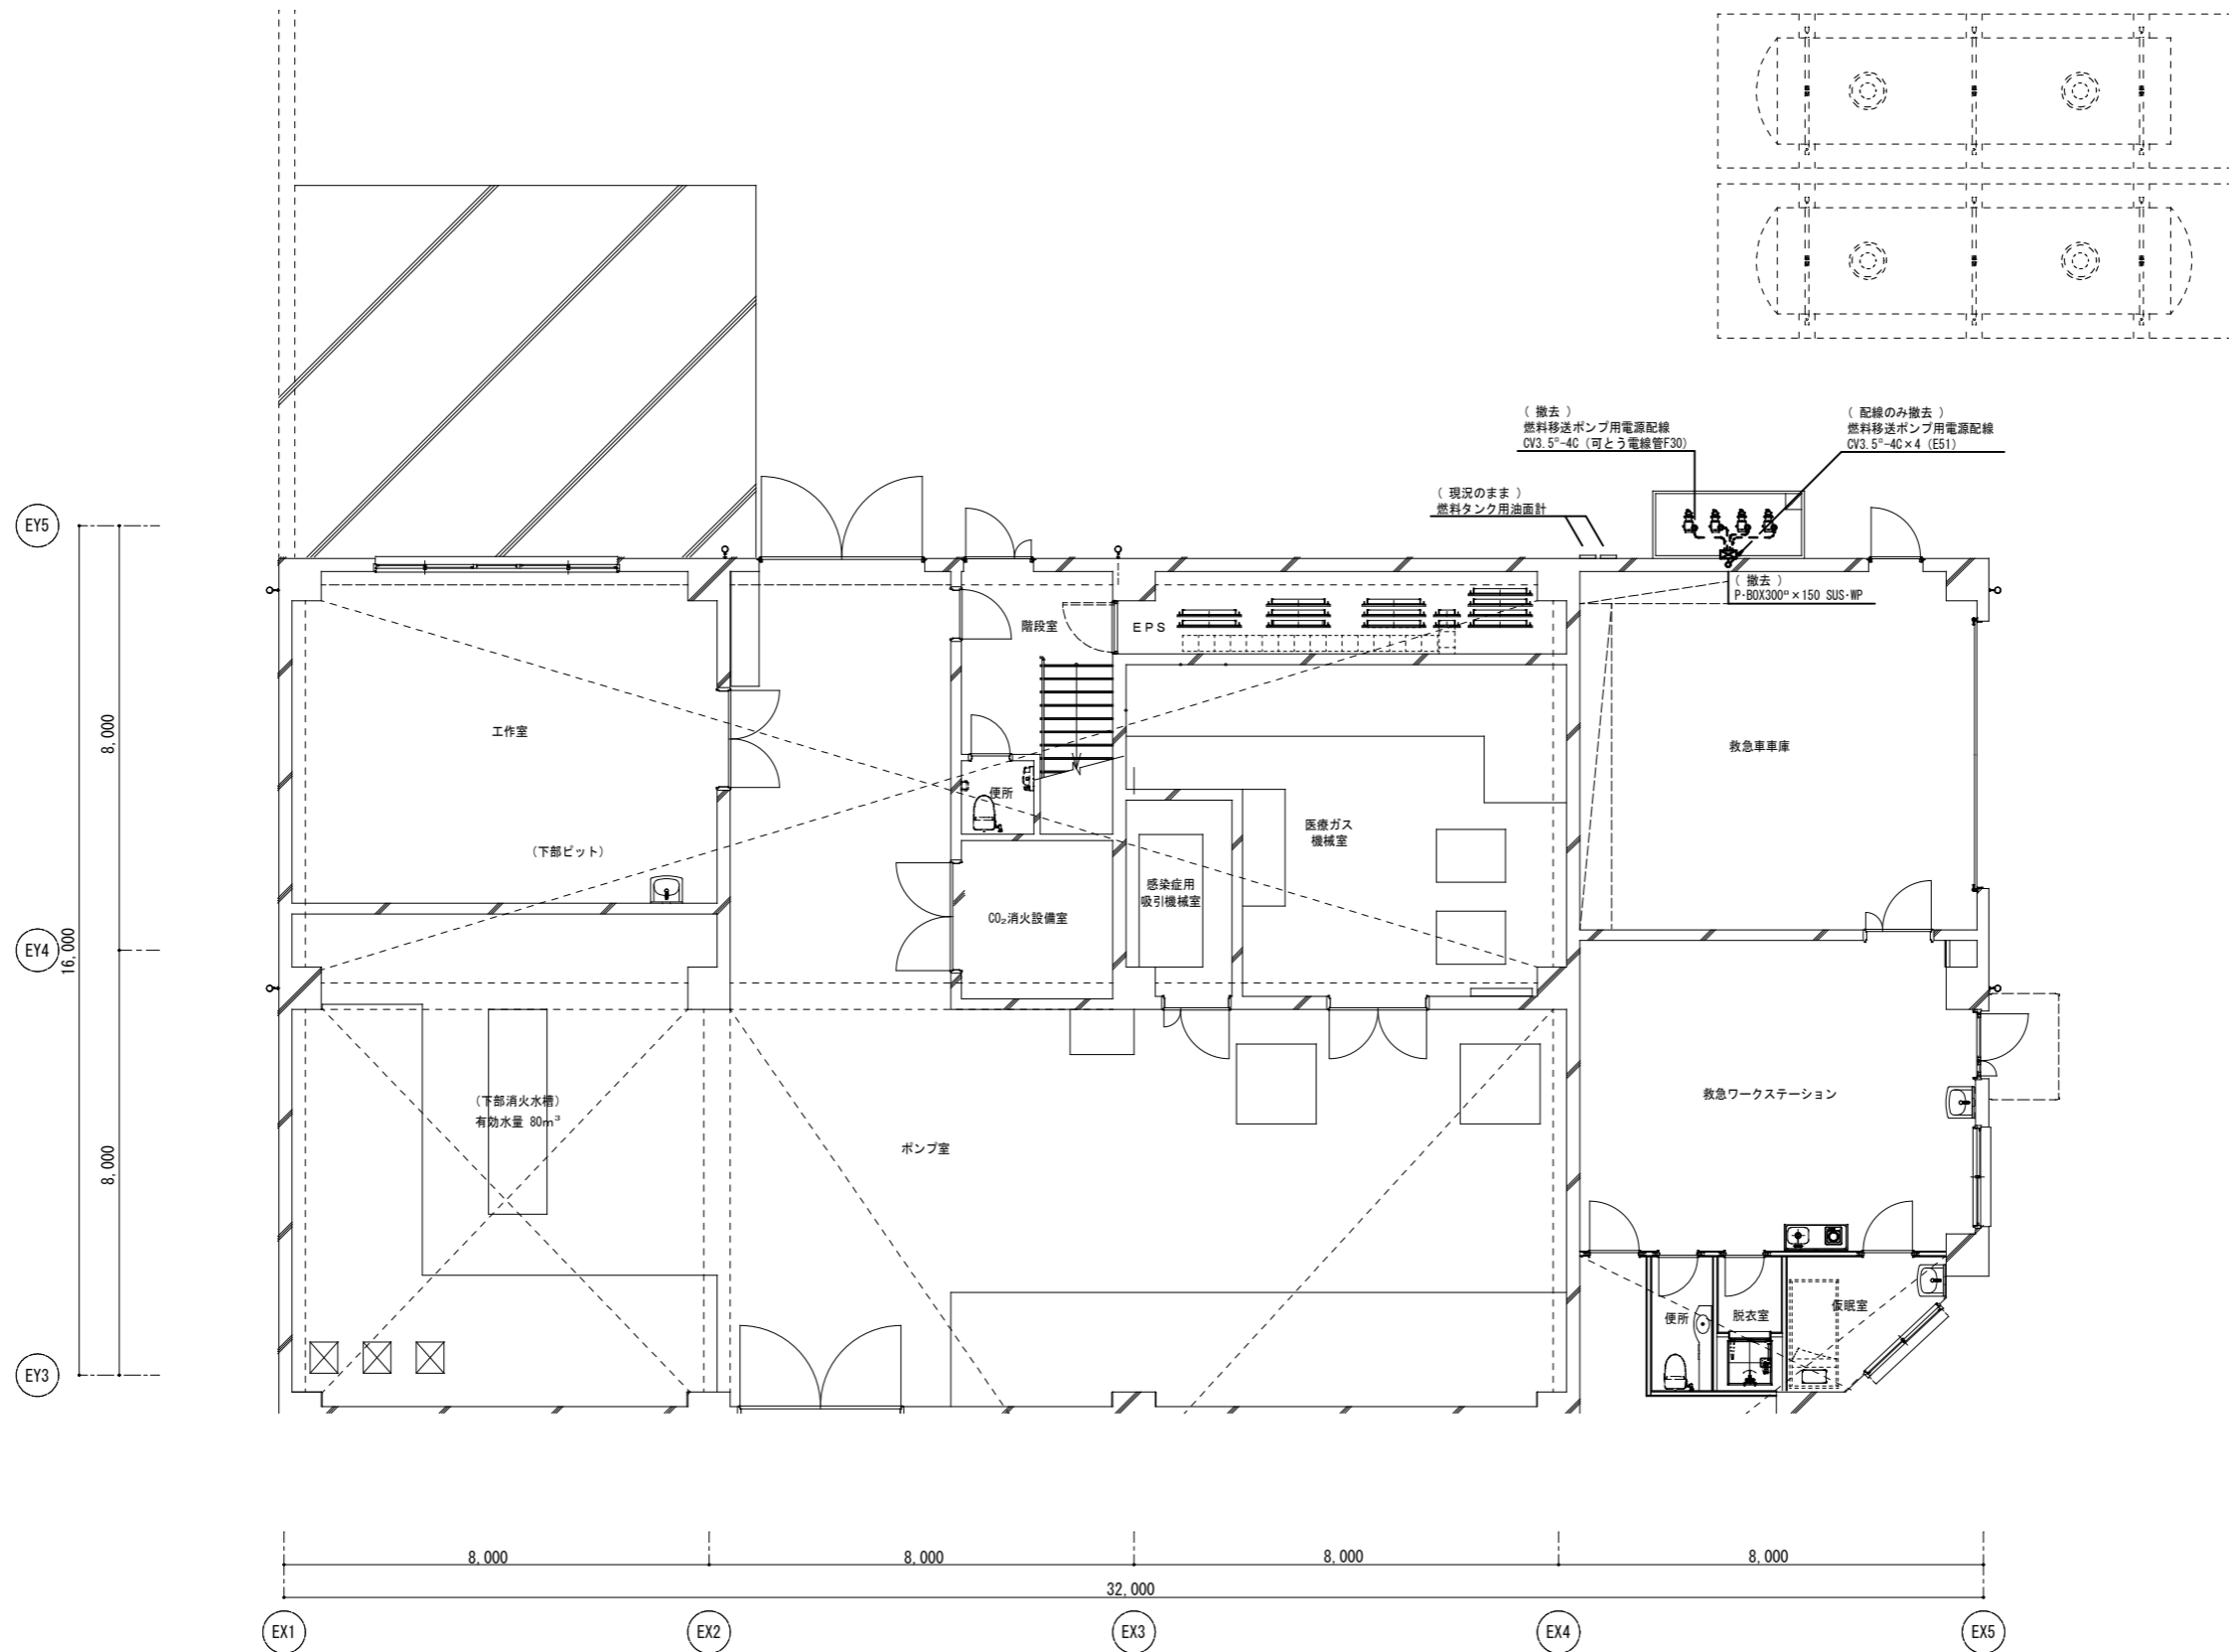 ( 撤去 )
燃料移送ポンプ用電源配線
CV3.5°-4C (可とう電線管F30)
( 配線のみ撤去 )
燃料移送ポンプ用電源配線
CV3.5°-4C×4 (E51)
( 現況のまま )
燃料タンク用油面計
( 撤去 )
P-BOX300°×150 SUS-WP
EY5
EY4
EY3
8,000
16,000
8,000
階段室
EPS
工作室
救急車車庫
便所
医療ガス
機械室
(下部ピット)
感染症用
吸引機械室
CO₂消火設備室
救急ワークステーション
(下部消火水槽)
有効水量 80m³
ポンプ室
便所
脱衣室
仮眠室
8,000
8,000
8,000
8,000
32,000
EX1
EX2
EX3
EX4
EX5